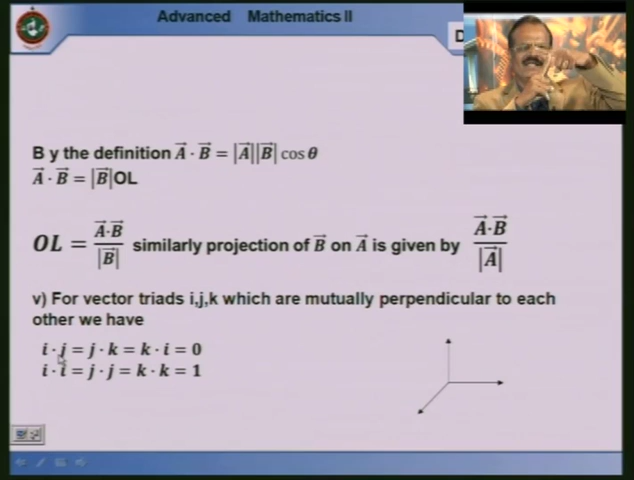 Advanced Mathematics II
D
B y the definition A⃗ · B⃗ = |A⃗||B⃗| cos θ
A⃗ · B⃗ = |B⃗|OL
OL = A⃗·B⃗ / |B⃗| similarly projection of B⃗ on A⃗ is given by A⃗·B⃗ / |A⃗|
v) For vector triads i,j,k which are mutually perpendicular to each
other we have
i · j = j · k = k · i = 0
i · i = j · j = k · k = 1